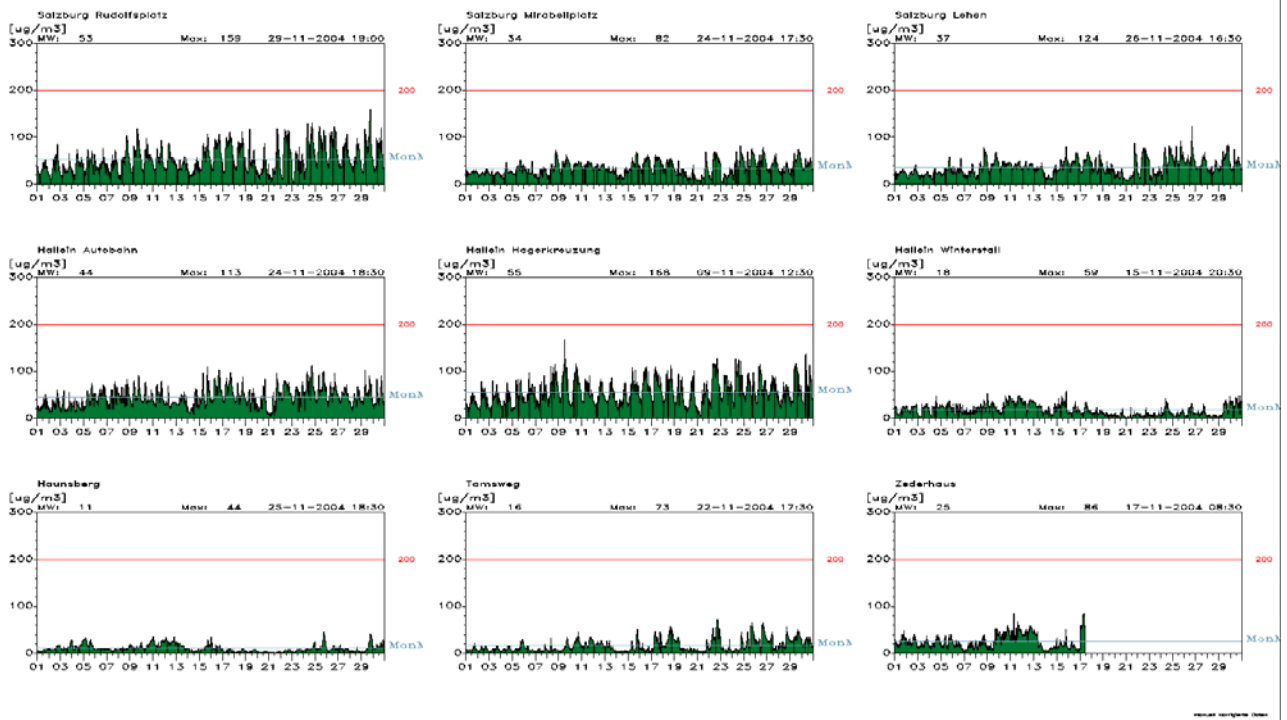 Salzburg Rudolfsplatz
[ug/m3]
MW: 53 Max: 159 29-11-2004 19:00
300
200
200
100
MonM
0
01 03 05 07 09 11 13 15 17 19 21 23 25 27 29
Salzburg Mirabellplatz
[ug/m3]
MW: 34 Max: 82 24-11-2004 17:30
300
200
200
100
MonM
0
01 03 05 07 09 11 13 15 17 19 21 23 25 27 29
Salzburg Lehen
[ug/m3]
MW: 37 Max: 124 26-11-2004 16:30
300
200
200
100
MonM
0
01 03 05 07 09 11 13 15 17 19 21 23 25 27 29
Hallein Autobahn
[ug/m3]
MW: 44 Max: 113 24-11-2004 18:30
300
200
200
100
MonM
0
01 03 05 07 09 11 13 15 17 19 21 23 25 27 29
Hallein Hagerkreuzung
[ug/m3]
MW: 55 Max: 168 09-11-2004 12:30
300
200
200
100
MonM
0
01 03 05 07 09 11 13 15 17 19 21 23 25 27 29
Hallein Winterstall
[ug/m3]
MW: 18 Max: 59 15-11-2004 20:30
300
200
200
100
MonM
0
01 03 05 07 09 11 13 15 17 19 21 23 25 27 29
Haunsberg
[ug/m3]
MW: 11 Max: 44 25-11-2004 18:30
300
200
200
100
MonM
0
01 03 05 07 09 11 13 15 17 19 21 23 25 27 29
Tamsweg
[ug/m3]
MW: 16 Max: 73 22-11-2004 17:30
300
200
200
100
MonM
0
01 03 05 07 09 11 13 15 17 19 21 23 25 27 29
Zederhaus
[ug/m3]
MW: 25 Max: 86 17-11-2004 08:30
300
200
200
100
MonM
0
01 03 05 07 09 11 13 15 17 19 21 23 25 27 29